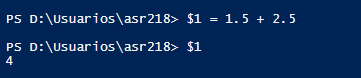 PS D:\Usuarios\asr218> $1 = 1.5 + 2.5
PS D:\Usuarios\asr218> $1
4